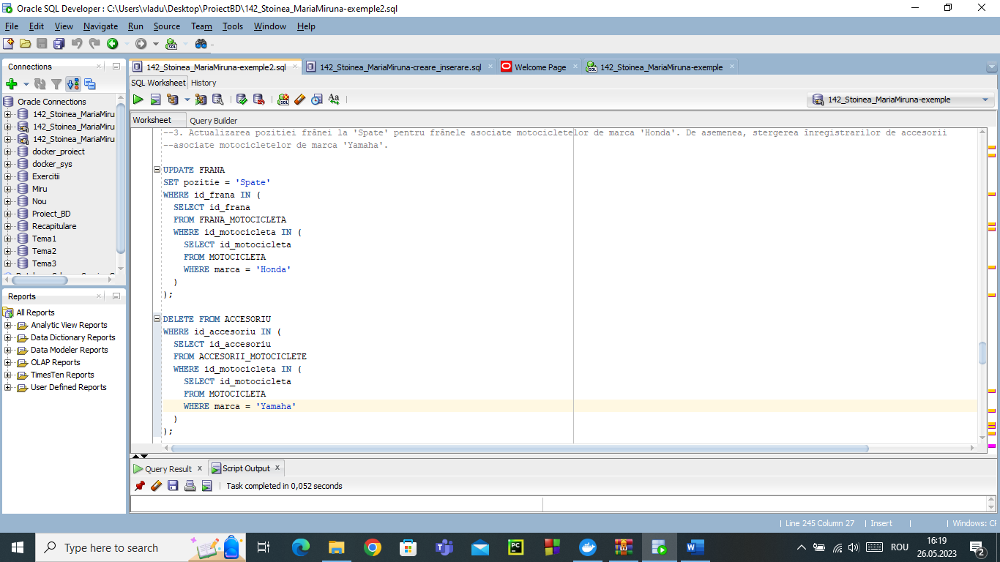 Oracle SQL Developer : C:\Users\vladu\Desktop\ProiectBD\142_Stoinea_MariaMiruna-exemple2.sql
File Edit View Navigate Run Source Team Tools Window Help
Connections
Oracle Connections
142_Stoinea_MariaMiru
142_Stoinea_MariaMiru
142_Stoinea_MariaMiru
docker_proiect
docker_sys
Exercitii
Miru
Nou
Proiect_BD
Recapitulare
Tema1
Tema2
Tema3
Reports
All Reports
Analytic View Reports
Data Dictionary Reports
Data Modeler Reports
OLAP Reports
TimesTen Reports
User Defined Reports
142_Stoinea_MariaMiruna-exemple2.sql 142_Stoinea_MariaMiruna-creare_inserare.sql Welcome Page 142_Stoinea_MariaMiruna-exemple
SQL Worksheet History
142_Stoinea_MariaMiruna-exemple
Worksheet Query Builder
--3. Actualizarea pozitiei frânei la 'Spate' pentru frânele asociate motocicletelor de marca 'Honda'. De asemenea, stergerea înregistrarilor de accesorii
--asociate motocicletelor de marca 'Yamaha'.
UPDATE FRANA
SET pozitie = 'Spate'
WHERE id_frana IN (
SELECT id_frana
FROM FRANA_MOTOCICLETA
WHERE id_motocicleta IN (
SELECT id_motocicleta
FROM MOTOCICLETA
WHERE marca = 'Honda'
)
);
DELETE FROM ACCESORIU
WHERE id_accesoriu IN (
SELECT id_accesoriu
FROM ACCESORII_MOTOCICLETE
WHERE id_motocicleta IN (
SELECT id_motocicleta
FROM MOTOCICLETA
WHERE marca = 'Yamaha'
)
);
Query Result Script Output
Task completed in 0,052 seconds
Line 245 Column 27 Insert Windows:
Type here to search
ROU
16:19
26.05.2023
2